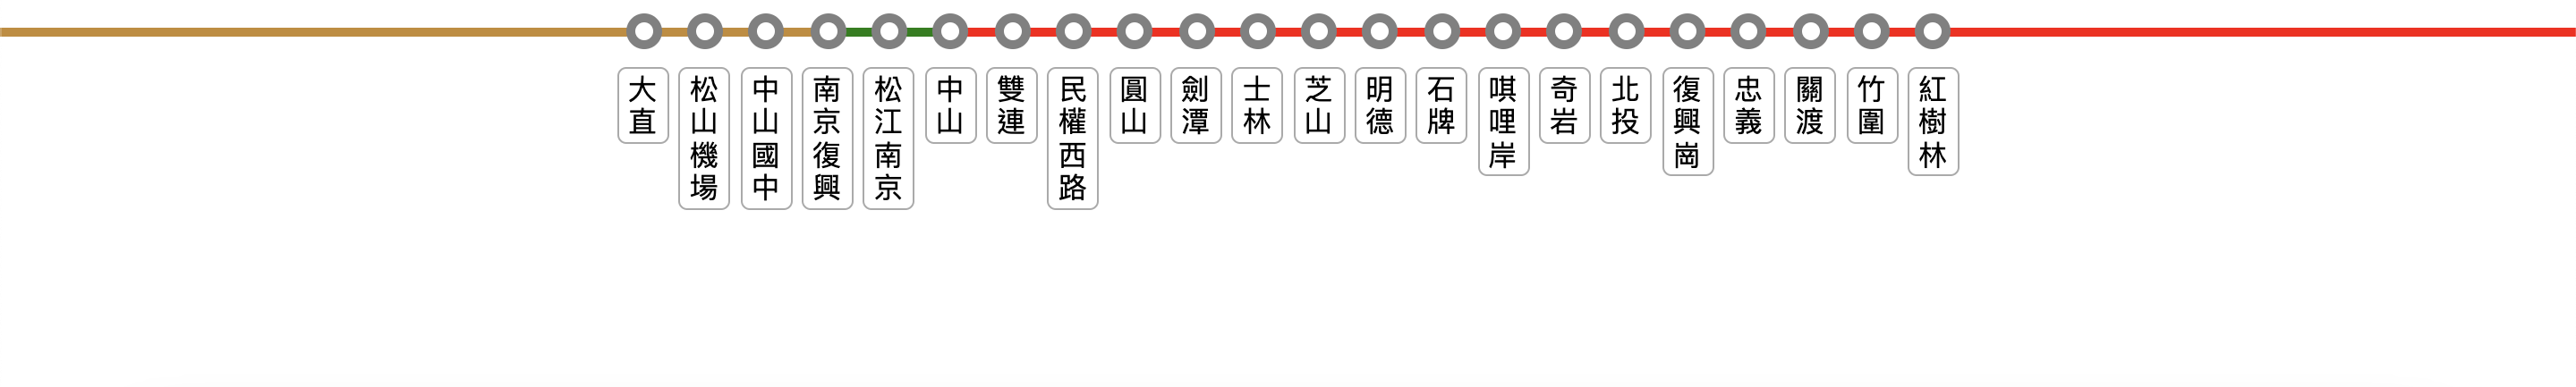 大直
松山機場
中山國中
南京復興
松江南京
中山
雙連
民權西路
圓山
劍潭
士林
芝山
明德
石牌
唭哩岸
奇岩
北投
復興崗
忠義
關渡
竹圍
紅樹林